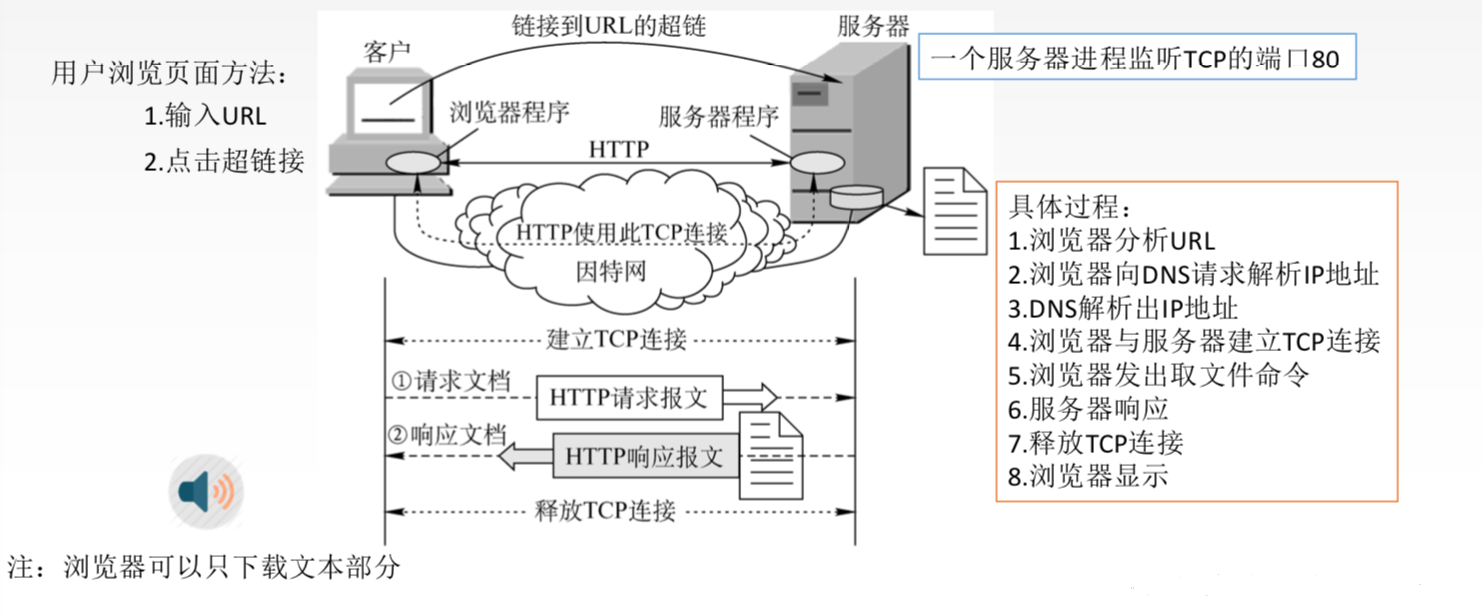 链接到URL的超链
服务器
客户
一个服务器进程监听TCP的端口80
用户浏览页面方法：
1.输入URL
2.点击超链接
浏览器程序
服务器程序
HTTP
HTTP使用此TCP连接
因特网
具体过程：
1.浏览器分析URL
2.浏览器向DNS请求解析IP地址
3.DNS解析出IP地址
4.浏览器与服务器建立TCP连接
5.浏览器发出取文件命令
6.服务器响应
7.释放TCP连接
8.浏览器显示
建立TCP连接
①请求文档
HTTP请求报文
②响应文档
HTTP响应报文
释放TCP连接
注：浏览器可以只下载文本部分